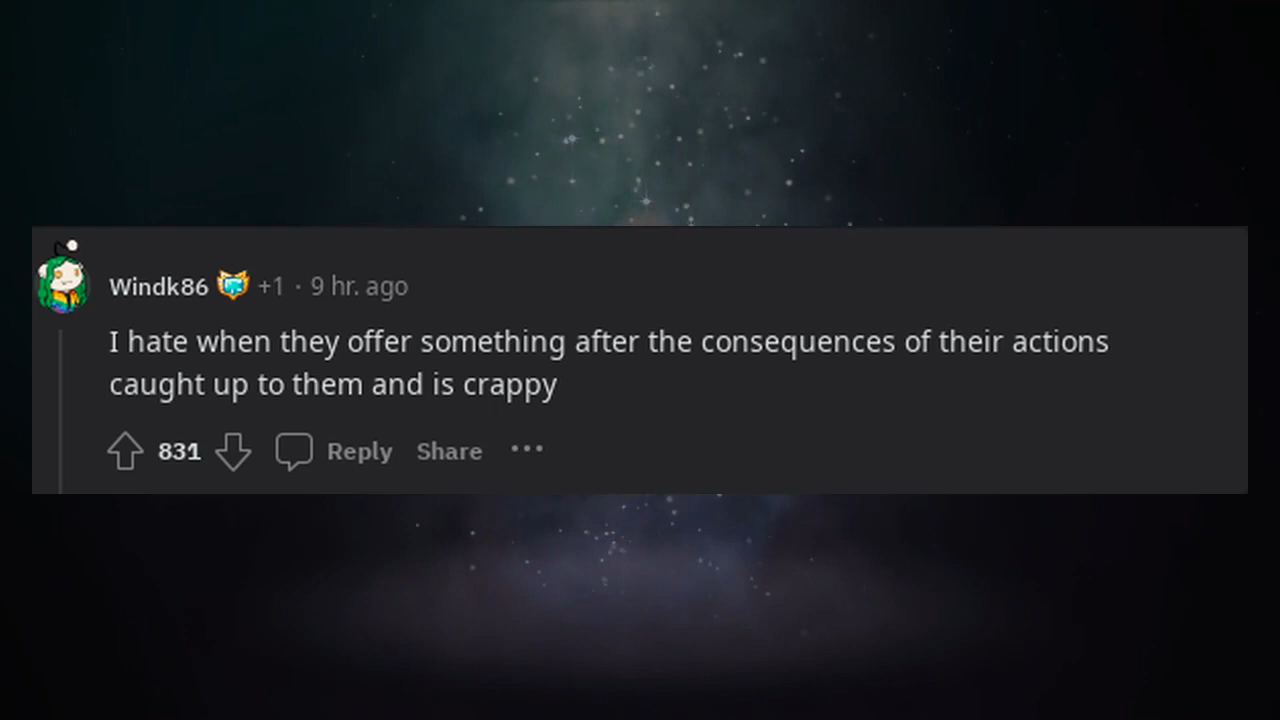 Windk86 +1 · 9 hr. ago
I hate when they offer something after the consequences of their actions
caught up to them and is crappy
831 Reply Share •••